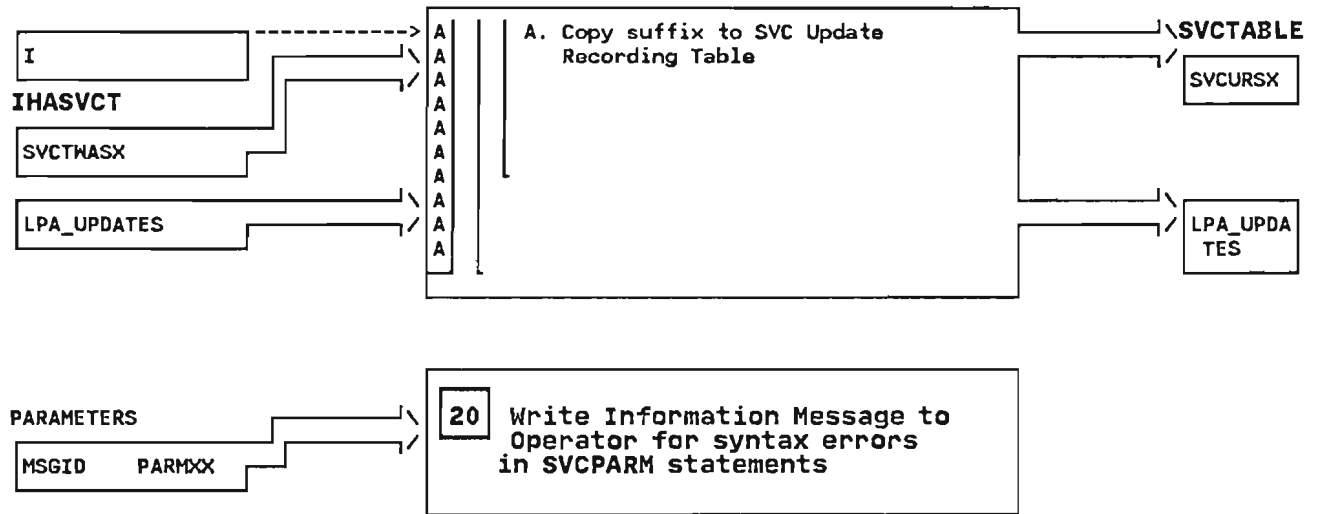 I
IHASVCT
SVCTWASX
LPA_UPDATES
A
A
A
A
A
A
A
A
A
A
A. Copy suffix to SVC Update
Recording Table
SVCTABLE
SVCURSX
LPA_UPDA
TES
PARAMETERS
MSGID PARMXX
20 Write Information Message to
Operator for syntax errors
in SVCPARM statements